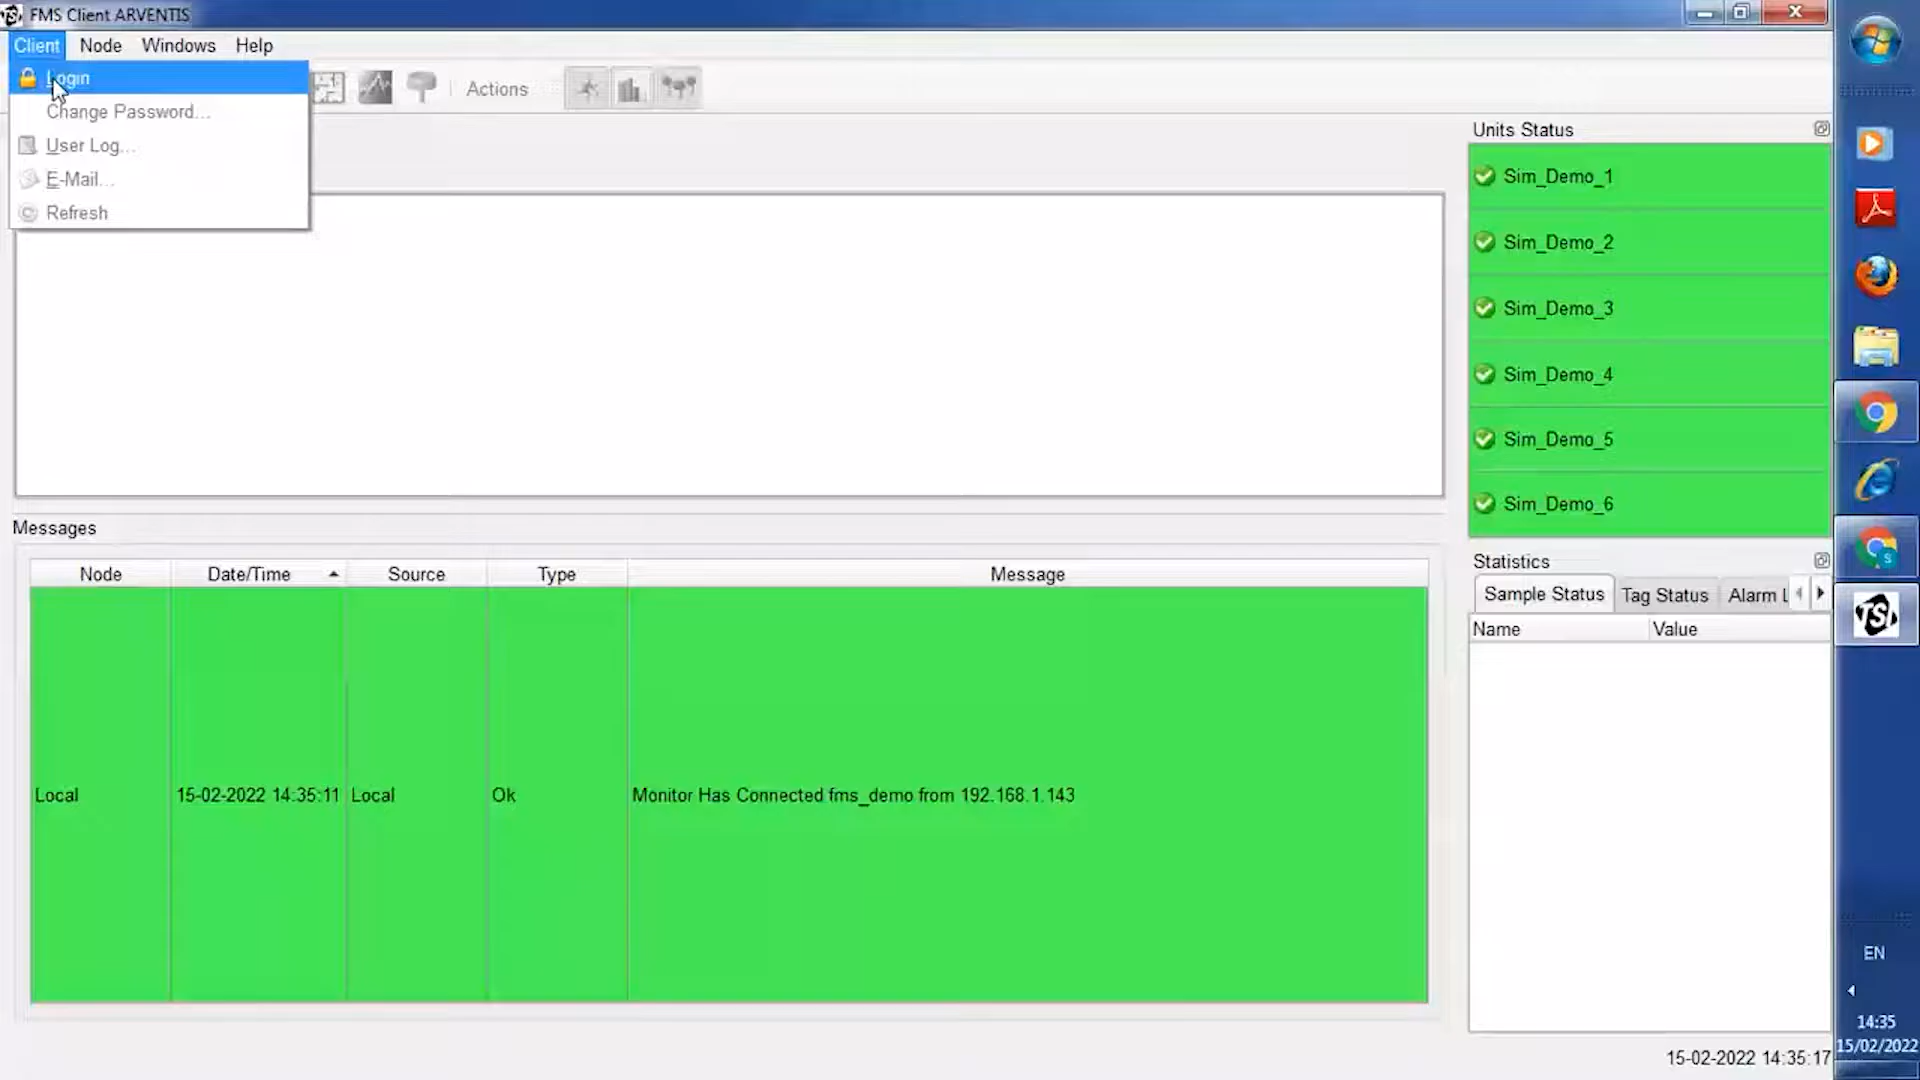 TSI FMS Client ARVENTIS
Client Node Windows Help
Login
Change Password...
User Log...
E-Mail...
Refresh
Actions
Units Status
Sim_Demo_1
Sim_Demo_2
Sim_Demo_3
Sim_Demo_4
Sim_Demo_5
Sim_Demo_6
Messages
Node Date/Time Source Type Message
Local 15-02-2022 14:35:11 Local Ok Monitor Has Connected fms_demo from 192.168.1.143
Statistics
Sample Status Tag Status Alarm L
Name Value
15-02-2022 14:35:17
TSI
EN
14:35
15/02/2022